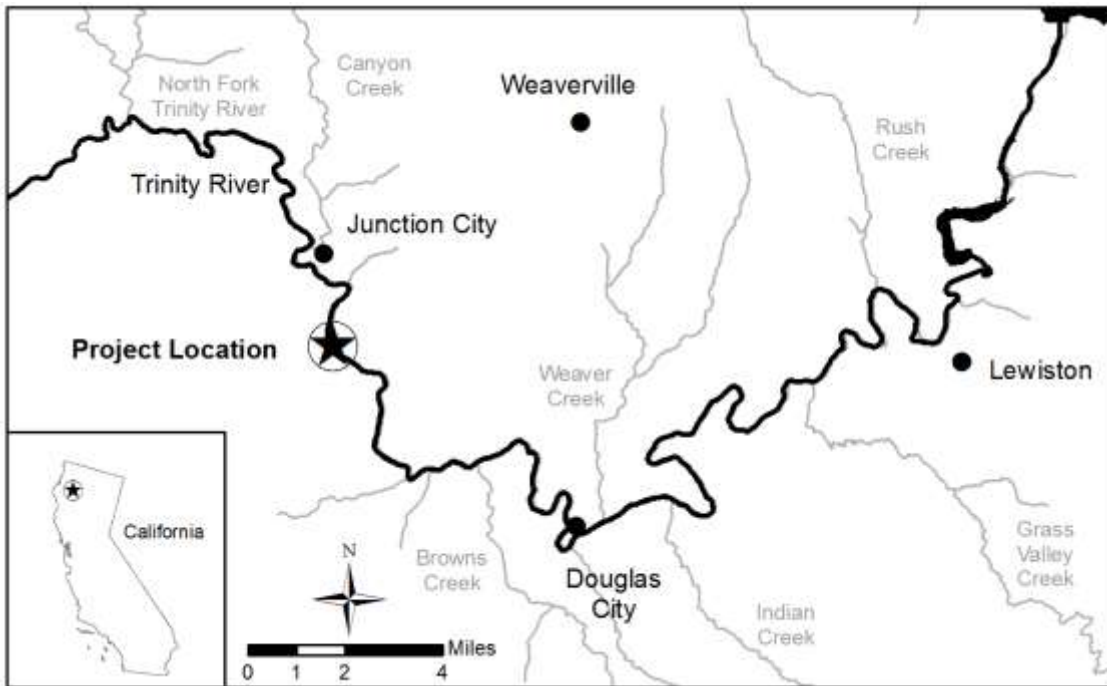 North Fork
Trinity River
Canyon
Creek
Weaverville
Rush
Creek
Trinity River
Junction City
Project Location
Weaver
Creek
Lewiston
California
N
Browns
Creek
Douglas
City
Indian
Creek
Grass
Valley
Creek
Miles
0 1 2 4